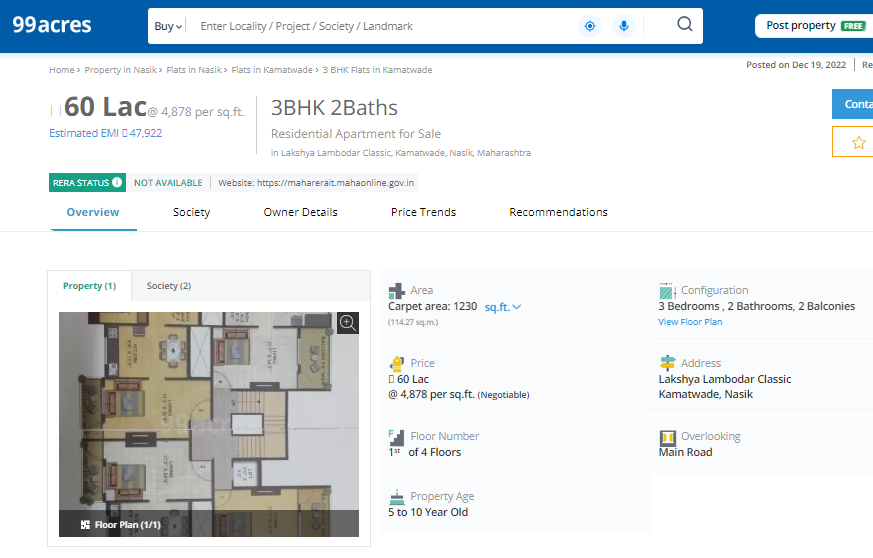 99acres
Buy
Enter Locality / Project / Society / Landmark
Post property FREE
Home › Property in Nasik › Flats in Nasik › Flats in Kamatwade › 3 BHK Flats in Kamatwade
Posted on Dec 19, 2022 | Re
60 Lac @ 4,878 per sq.ft.
Estimated EMI 47,922
3BHK 2Baths
Residential Apartment for Sale
in Lakshya Lambodar Classic, Kamatwade, Nasik, Maharashtra
Conta
RERA STATUS i NOT AVAILABLE | Website: https://maharerait.mahaonline.gov.in
Overview Society Owner Details Price Trends Recommendations
Property (1) Society (2)
LIVING
LIVING
LIVING
LIFT
Floor Plan (1/1)
Area
Carpet area: 1230 sq.ft.
(114.27 sq.m.)
Configuration
3 Bedrooms , 2 Bathrooms, 2 Balconies
View Floor Plan
Price
60 Lac
@ 4,878 per sq.ft. (Negotiable)
Address
Lakshya Lambodar Classic
Kamatwade, Nasik
Floor Number
1st of 4 Floors
Overlooking
Main Road
Property Age
5 to 10 Year Old